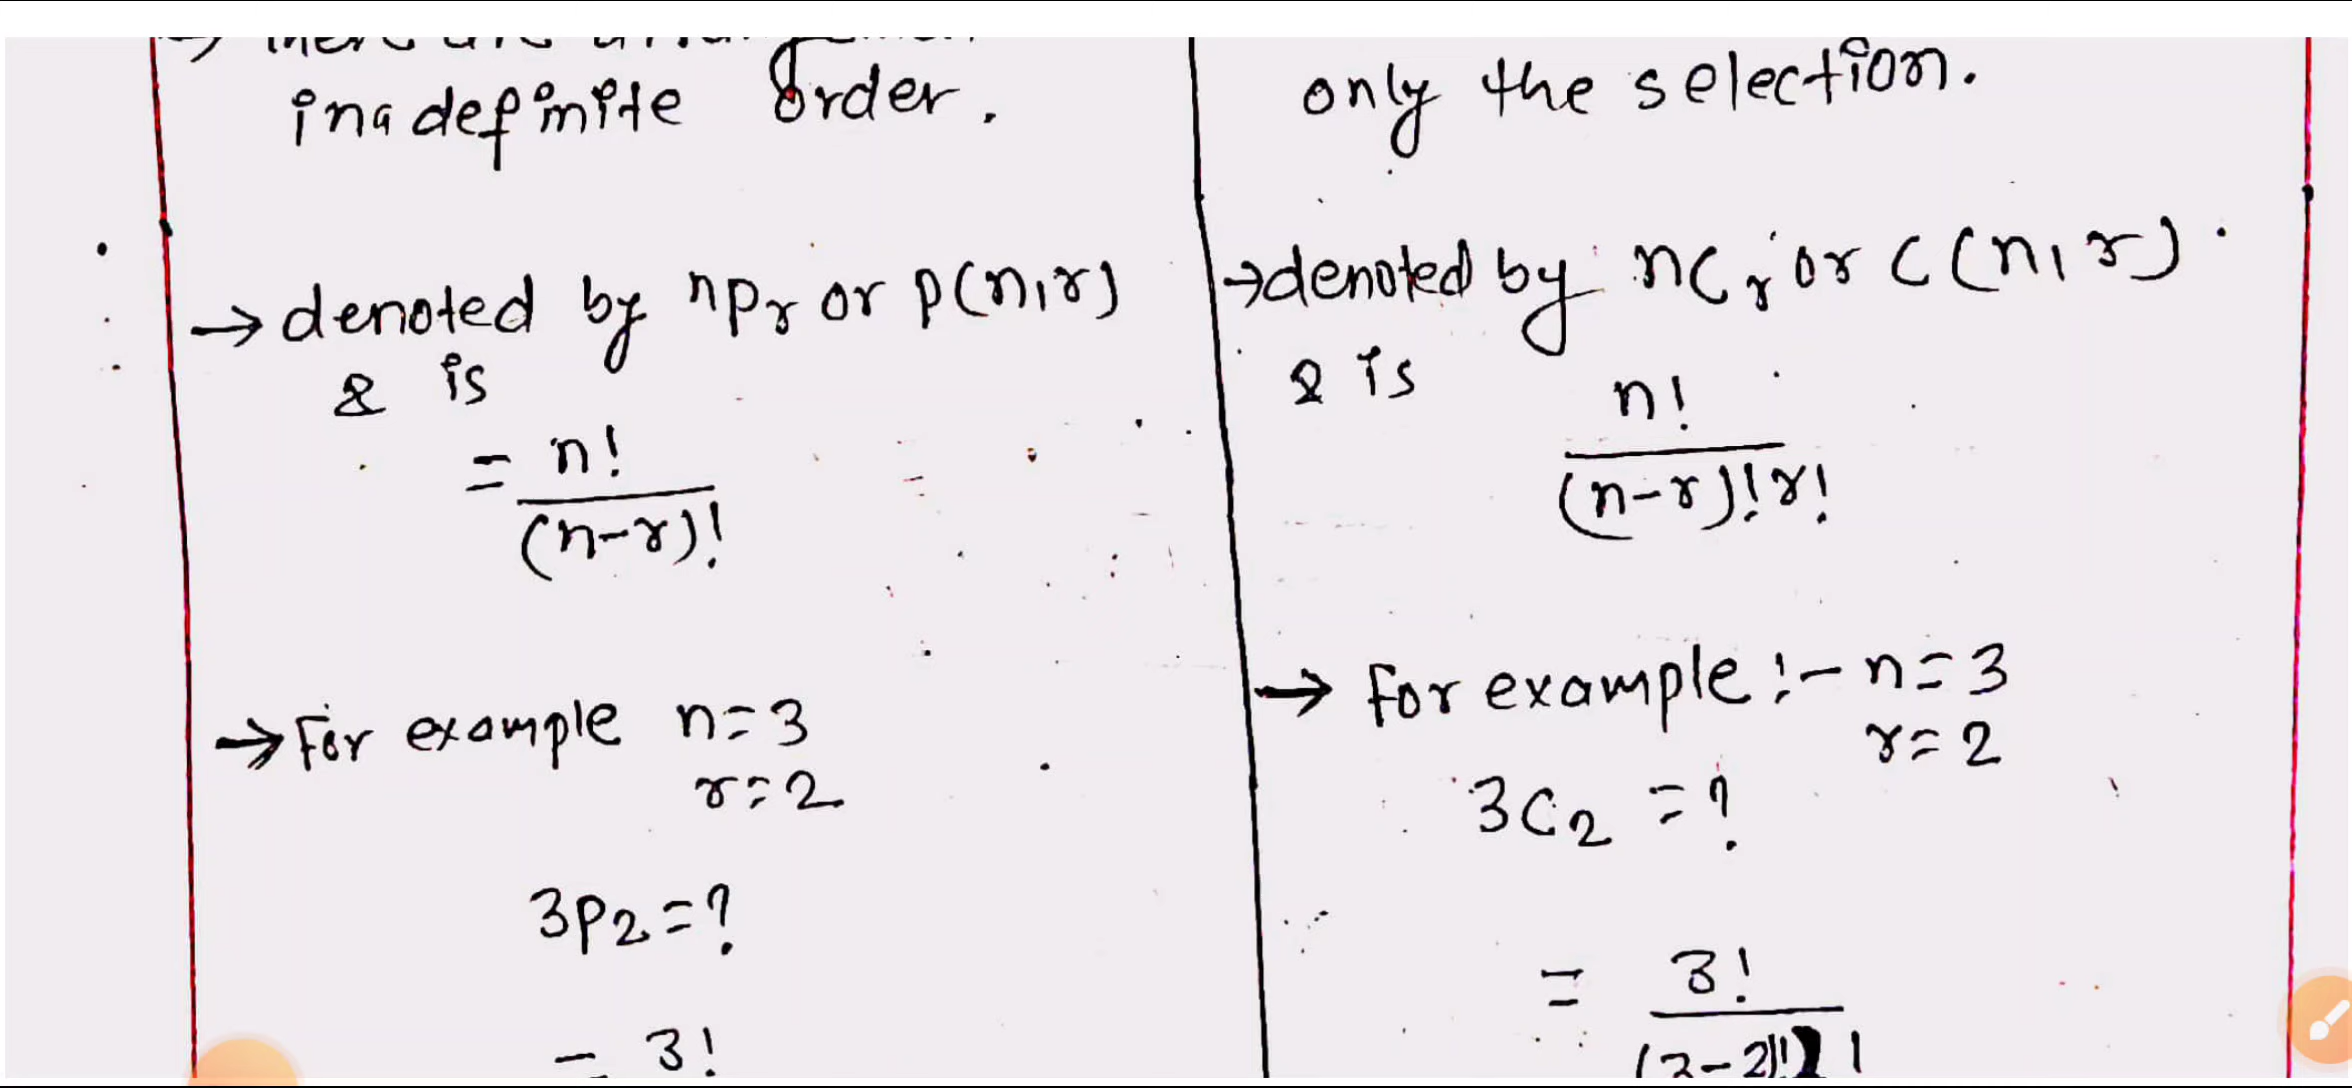 ina definite order.
→ denoted by npr or p(n,r)
& is
= n!
(n-r)!
→ For example n=3
r=2
3P2=?
= 3!
only the selection.
→ denoted by nCr or C(n,r)
& is
n!
(n-r)!r!
→ For example :- n=3
r=2
3C2 = ?
= 3!